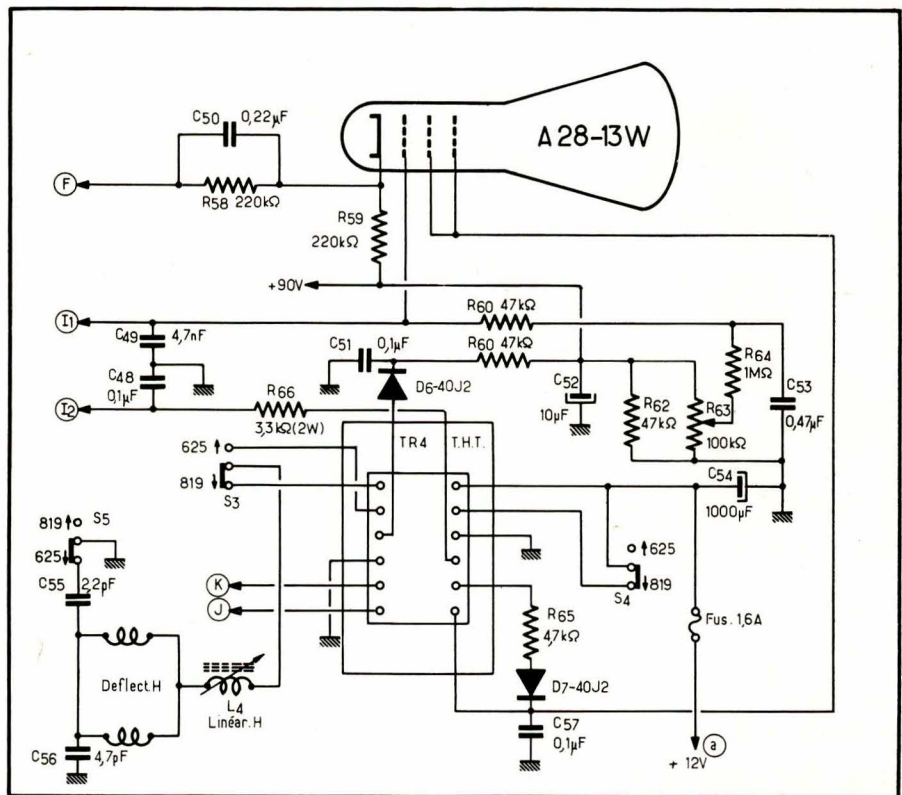 C50 0,22µF
A 28-13W
F
R58 220kΩ
R59
220kΩ
+90V
I1
R60 47kΩ
C49 4,7nF
C51 0,1µF
R60 47kΩ
R64
1MΩ
C53
0,47µF
C48
0,1µF
D6-40J2
C52
10µF
R62
47kΩ
R63
100kΩ
I2
R66
3,3kΩ(2W)
TR4 T.H.T.
625
819
S3
C54
1000µF
819 S5
625
C55 2,2pF
625
819
S4
K
J
R65
4,7kΩ
Fus. 1,6A
Deflect.H
L4
Linéar. H
D7-40J2
C56 4,7pF
C57
0,1µF
a
+ 12V